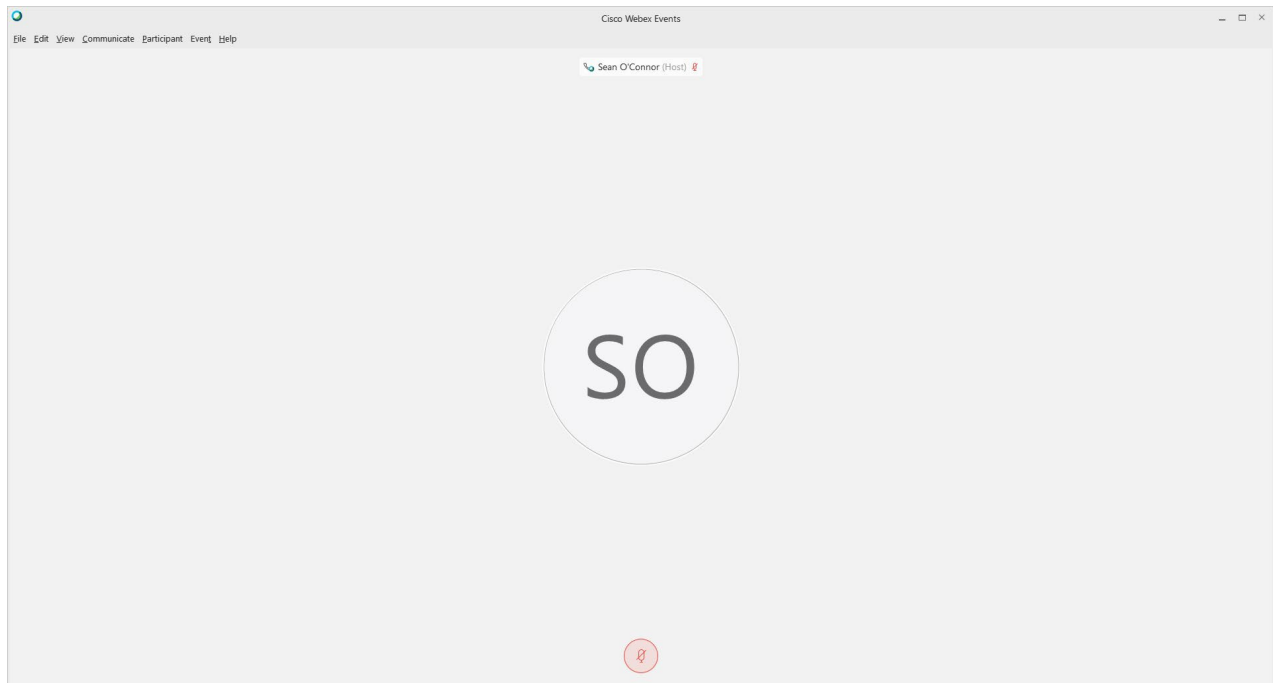 Cisco Webex Events
File Edit View Communicate Participant Event Help
Sean O'Connor (Host)
SO